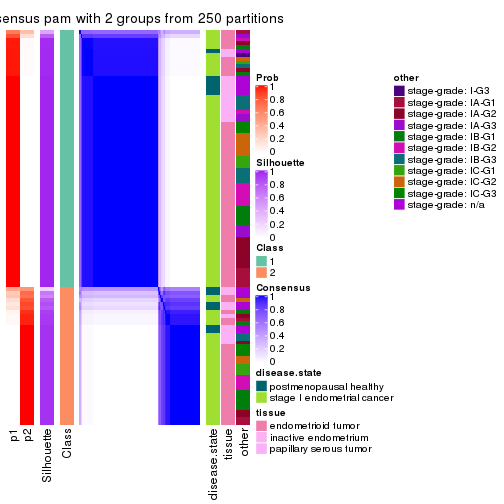 sensus pam with 2 groups from 250 partitions
Prob
1
0.8
0.6
0.4
0.2
0
Silhouette
1
0.8
0.6
0.4
0.2
0
Class
1
2
Consensus
1
0.8
0.6
0.4
0.2
0
disease.state
postmenopausal healthy
stage I endometrial cancer
tissue
endometrioid tumor
inactive endometrium
papillary serous tumor
other
stage-grade: I-G3
stage-grade: IA-G1
stage-grade: IA-G2
stage-grade: IA-G3
stage-grade: IB-G1
stage-grade: IB-G2
stage-grade: IB-G3
stage-grade: IC-G1
stage-grade: IC-G2
stage-grade: IC-G3
stage-grade: n/a
p1
p2
Silhouette
Class
disease.state
tissue
other